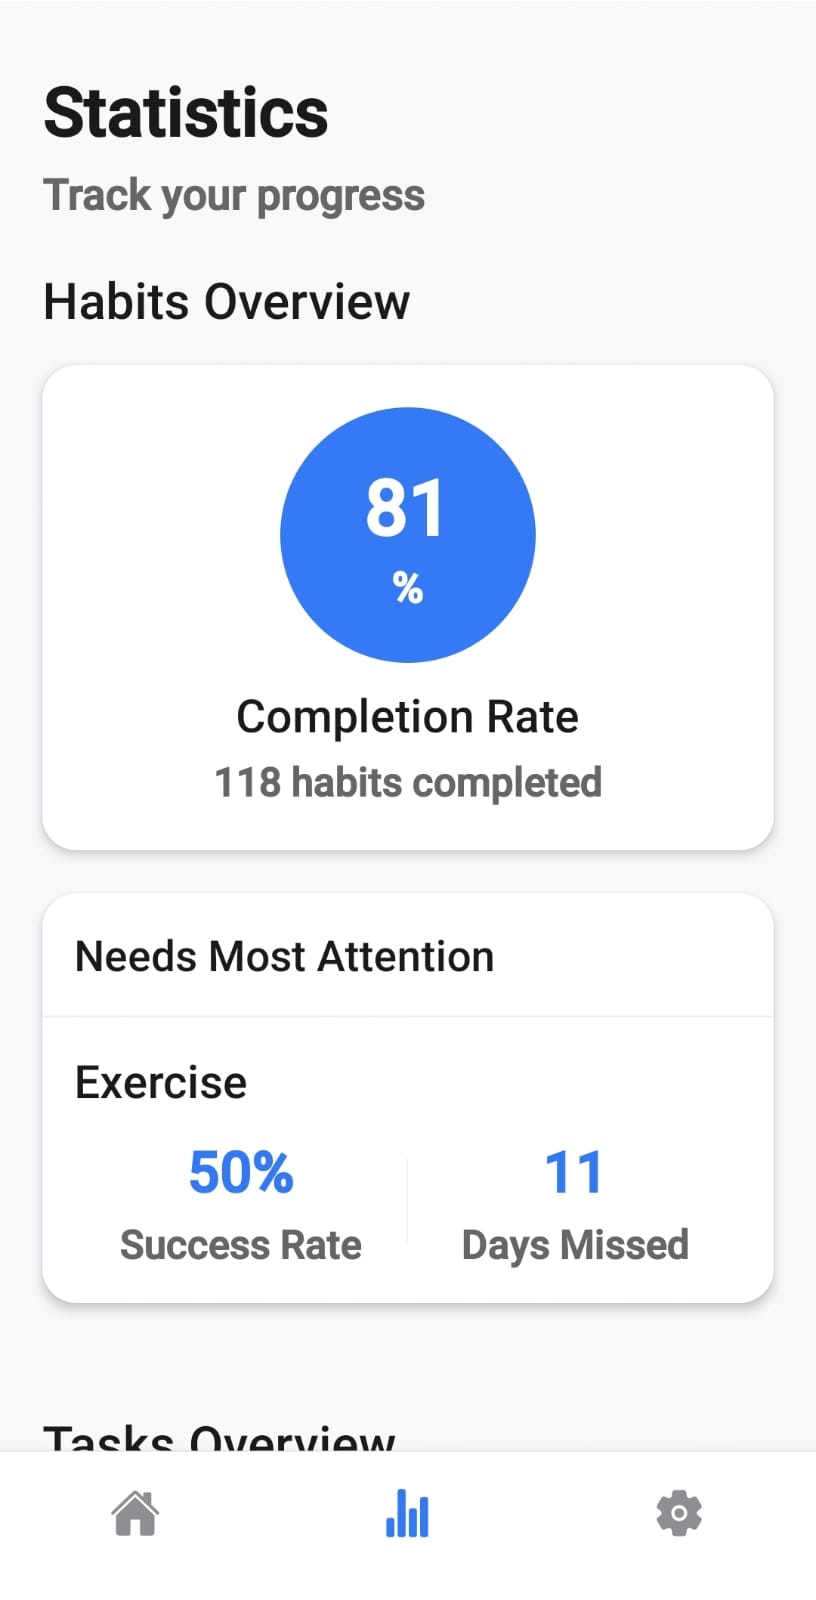 Statistics
Track your progress
Habits Overview
81
%
Completion Rate
118 habits completed
Needs Most Attention
Exercise
50%
11
Success Rate
Days Missed
Tasks Overview